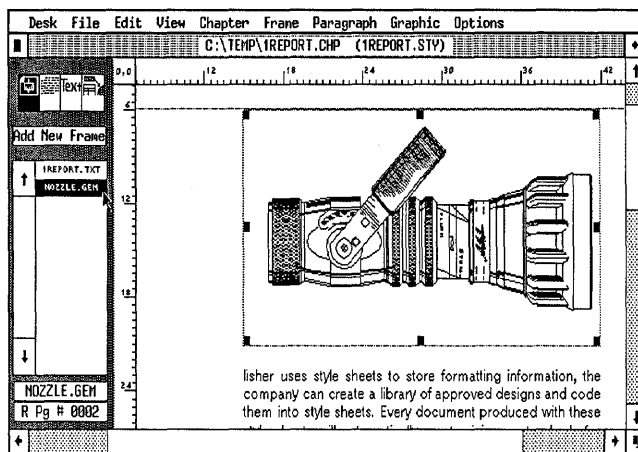 Desk File Edit View Chapter Frame Paragraph Graphic Options
C:\TEMP\1REPORT.CHP (1REPORT.STY)
0,0 12 18 24 30 36 42
Text
Add New Frame
1REPORT.TXT
NOZZLE.GEM
6
12
18
24
NOZZLE.GEM
R Pg # 0002
lisher uses style sheets to store formatting information, the
company can create a library of approved designs and code
them into style sheets. Every document produced with these